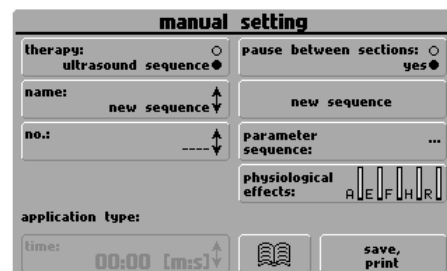 manual setting
therapy:
ultrasound sequence
pause between sections:
yes
name:
new sequence
new sequence
no.:
----
parameter
sequence:
...
physiological
effects:
A E F H R
application type:
time:
00:00 [m:s]
save,
print